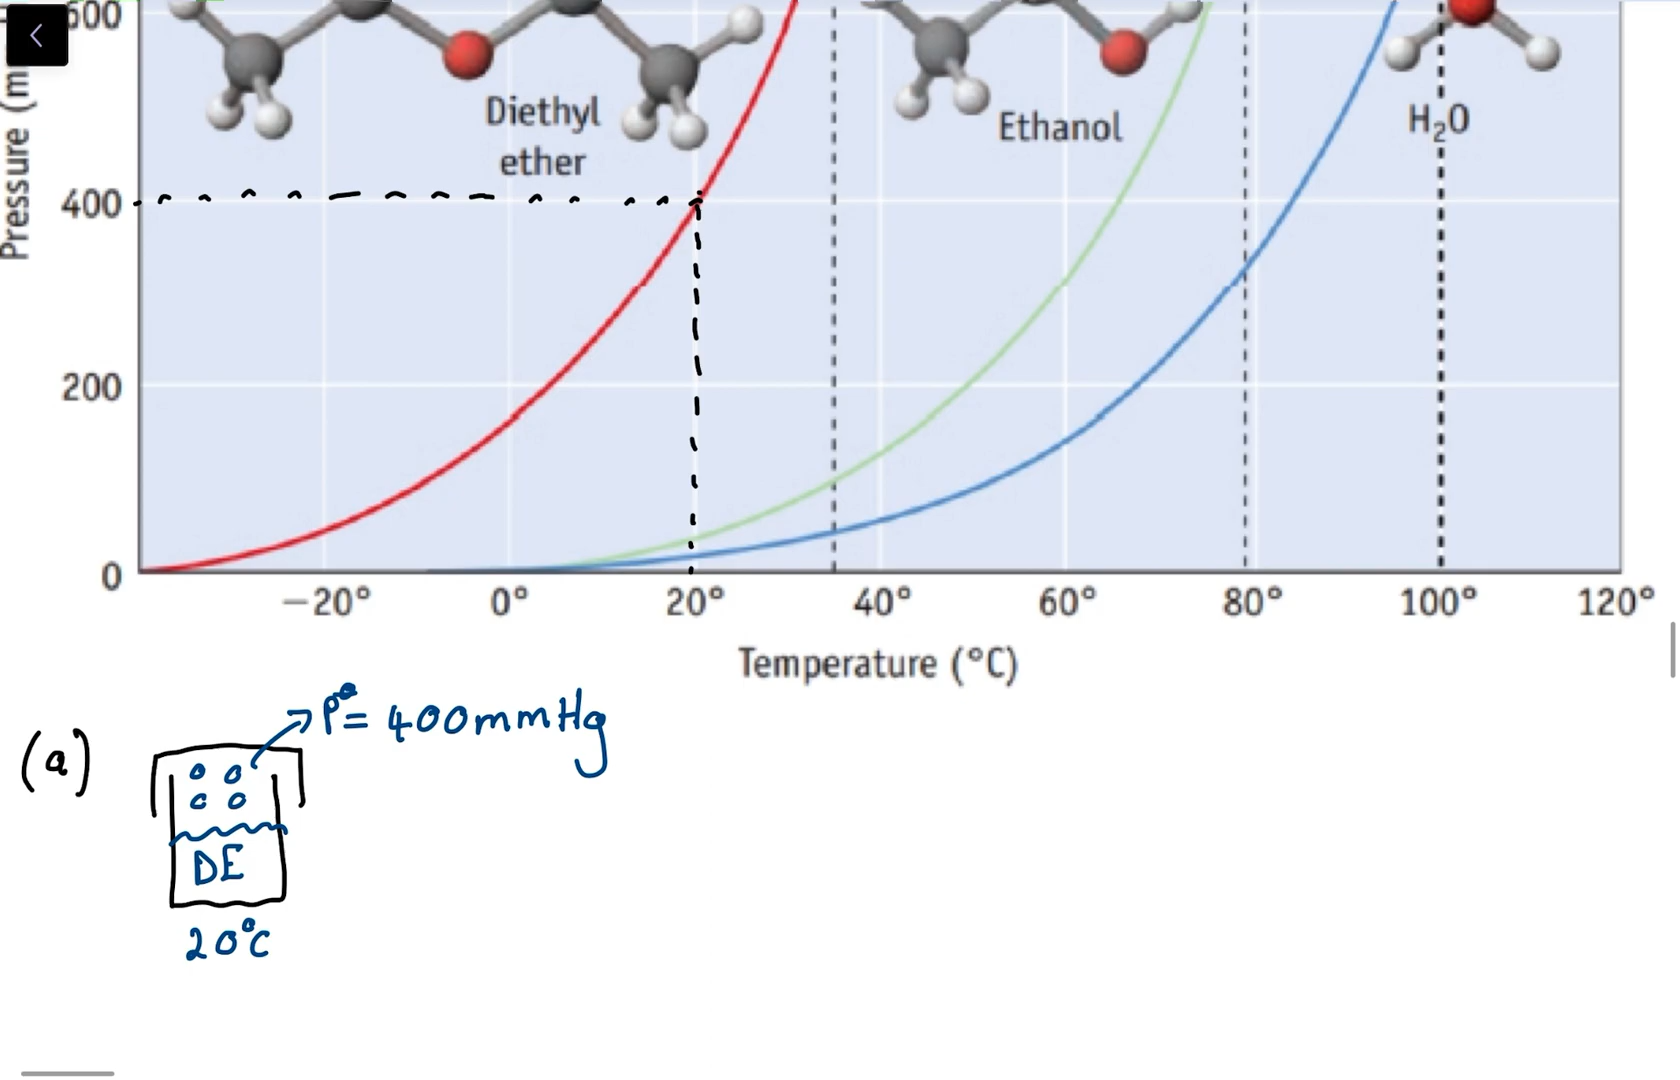 600
Pressure (m
Diethyl
ether
Ethanol
H₂O
400
200
0
−20° 0° 20° 40° 60° 80° 100° 120°
Temperature (°C)
(a)
P°= 400mmHg
DE
20°C